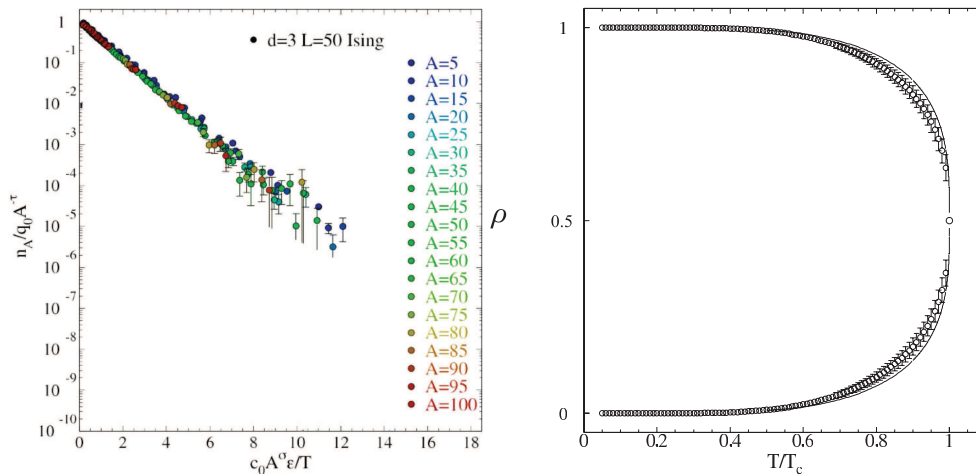 1
10⁻¹
10⁻²
10⁻³
10⁻⁴
10⁻⁵
10⁻⁶
10⁻⁷
10⁻⁸
10⁻⁹
10⁻¹⁰
n_A/q₀A^-τ
d=3 L=50 Ising
A=5
A=10
A=15
A=20
A=25
A=30
A=35
A=40
A=45
A=50
A=55
A=60
A=65
A=70
A=75
A=80
A=85
A=90
A=95
A=100
0 2 4 6 8 10 12 14 16 18
c₀A^σε/T
1
0.5
0
ρ
0 0.2 0.4 0.6 0.8 1
T/T_c